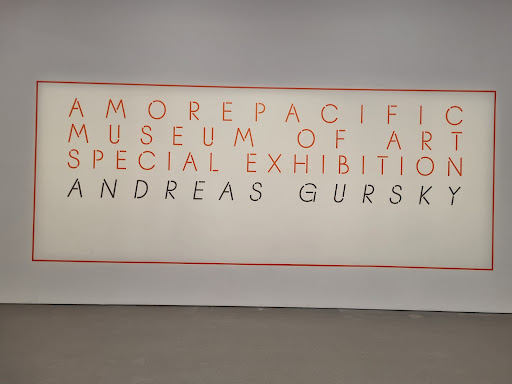 AMOREPACIFIC
MUSEUM OF ART
SPECIAL EXHIBITION
ANDREAS GURSKY